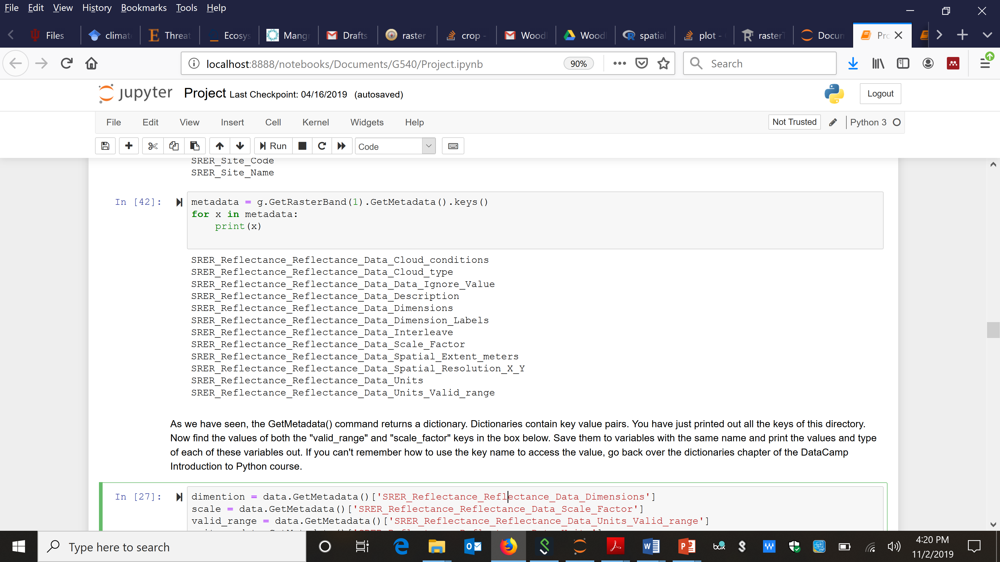 File Edit View History Bookmarks Tools Help
Files climat Threat Ecosys Mangr Drafts raster crop - Wood Wood spatial plot - raster Docum Pro
localhost:8888/notebooks/Documents/G540/Project.ipynb 90% Search
jupyter Project Last Checkpoint: 04/16/2019 (autosaved) Logout
File Edit View Insert Cell Kernel Widgets Help Not Trusted Python 3
Run Code
SRER_Site_Code
SRER_Site_Name
In [42]: metadata = g.GetRasterBand(1).GetMetadata().keys()
for x in metadata:
    print(x)
SRER_Reflectance_Reflectance_Data_Cloud_conditions
SRER_Reflectance_Reflectance_Data_Cloud_type
SRER_Reflectance_Reflectance_Data_Data_Ignore_Value
SRER_Reflectance_Reflectance_Data_Description
SRER_Reflectance_Reflectance_Data_Dimensions
SRER_Reflectance_Reflectance_Data_Dimension_Labels
SRER_Reflectance_Reflectance_Data_Interleave
SRER_Reflectance_Reflectance_Data_Scale_Factor
SRER_Reflectance_Reflectance_Data_Spatial_Extent_meters
SRER_Reflectance_Reflectance_Data_Spatial_Resolution_X_Y
SRER_Reflectance_Reflectance_Data_Units
SRER_Reflectance_Reflectance_Data_Units_Valid_range
As we have seen, the GetMetadata() command returns a dictionary. Dictionaries contain key value pairs. You have just printed out all the keys of this directory.
Now find the values of both the "valid_range" and "scale_factor" keys in the box below. Save them to variables with the same name and print the values and type
of each of these variables out. If you can't remember how to use the key name to access the value, go back over the dictionaries chapter of the DataCamp
Introduction to Python course.
In [27]: dimention = data.GetMetadata()['SRER_Reflectance_Reflectance_Data_Dimensions']
scale = data.GetMetadata()['SRER_Reflectance_Reflectance_Data_Scale_Factor']
valid_range = data.GetMetadata()['SRER_Reflectance_Reflectance_Data_Units_Valid_range']
Type here to search box 4:20 PM
11/2/2019